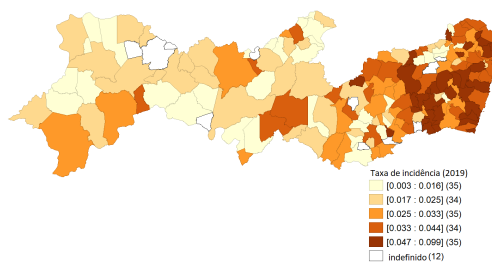 Taxa de incidência (2019)
[0.003 : 0.016] (35)
[0.017 : 0.025] (34)
[0.025 : 0.033] (35)
[0.033 : 0.044] (34)
[0.047 : 0.099] (35)
indefinido (12)